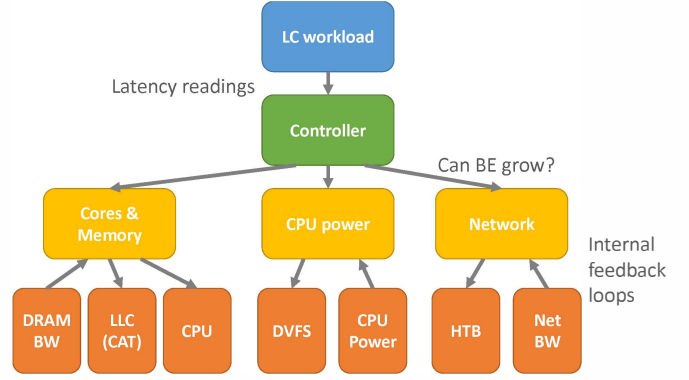 LC workload
Latency readings
Controller
Can BE grow?
Cores &
Memory
CPU power
Network
Internal
feedback
loops
DRAM
BW
LLC
(CAT)
CPU
DVFS
CPU
Power
HTB
Net
BW